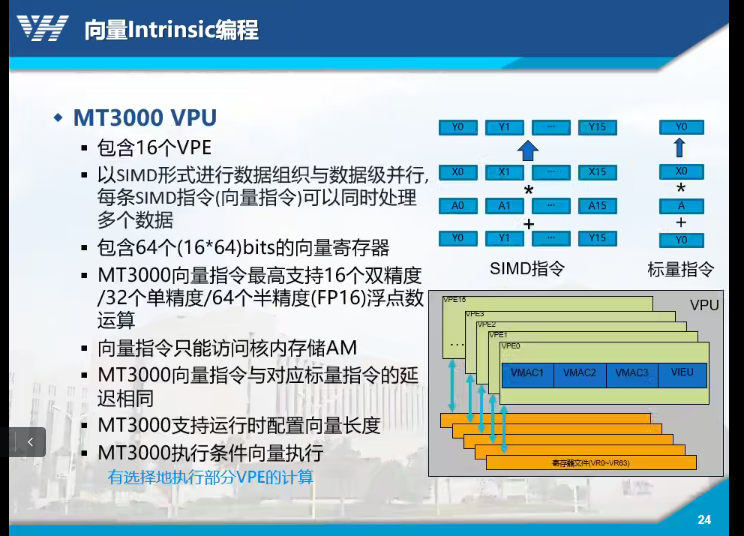 向量Intrinsic编程
MT3000 VPU
包含16个VPE
以SIMD形式进行数据组织与数据级并行,
每条SIMD指令(向量指令)可以同时处理
多个数据
包含64个(16*64)bits的向量寄存器
MT3000向量指令最高支持16个双精度
/32个单精度/64个半精度(FP16)浮点数
运算
向量指令只能访问核内存储AM
MT3000向量指令与对应标量指令的延
迟相同
MT3000支持运行时配置向量长度
MT3000执行条件向量执行
有选择地执行部分VPE的计算
Y0 Y1 ... Y15
X0 X1 ... X15
*
A0 A1 ... A15
+
Y0 Y1 ... Y15
SIMD指令
Y0
X0
*
A
+
Y0
标量指令
VPU
VPE15
...
VPE3
VPE2
VPE1
VPE0
VMAC1 VMAC2 VMAC3 VIEU
寄存器文件(VR0~VR63)
24